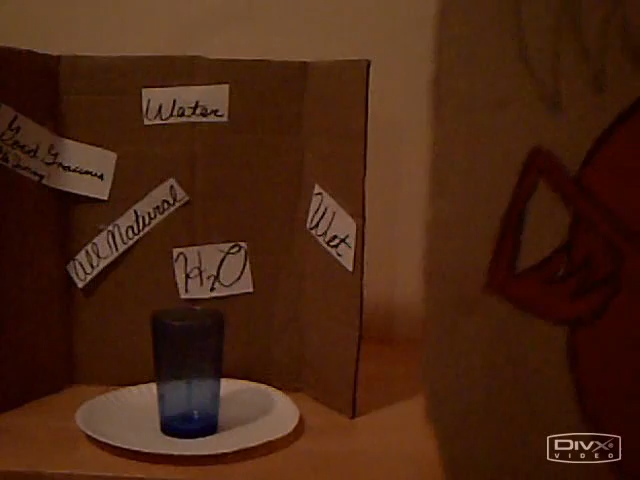 Water
Good Gracious
All Natural
Wet
H2O
DIVX
VIDEO